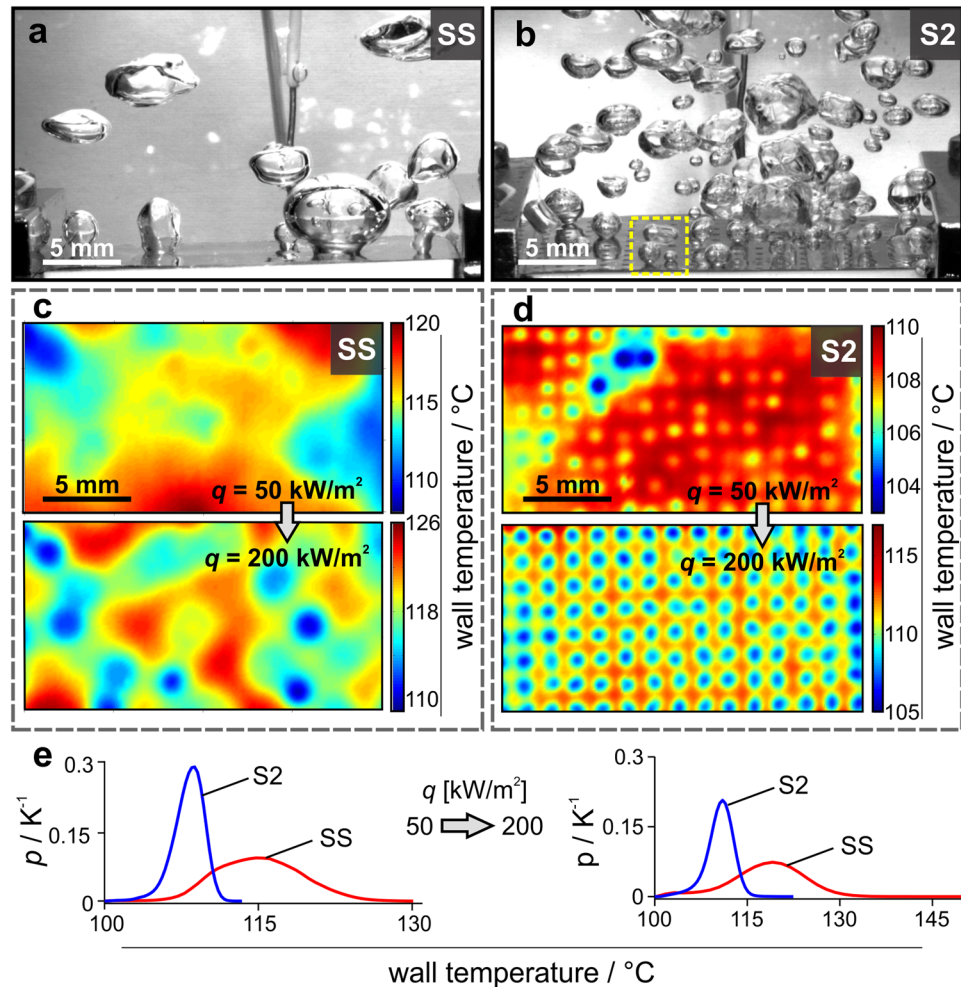 a
SS
5 mm
b
S2
5 mm
c
SS
5 mm
q = 50 kW/m²
q = 200 kW/m²
120
115
110
126
118
110
wall temperature / °C
d
S2
5 mm
q = 50 kW/m²
q = 200 kW/m²
110
108
106
104
115
110
105
wall temperature / °C
e
p / K⁻¹
0.3
0.15
0
S2
SS
100 115 130
q [kW/m²]
50 200
p / K⁻¹
0.3
0.15
0
S2
SS
100 115 130 145
wall temperature / °C